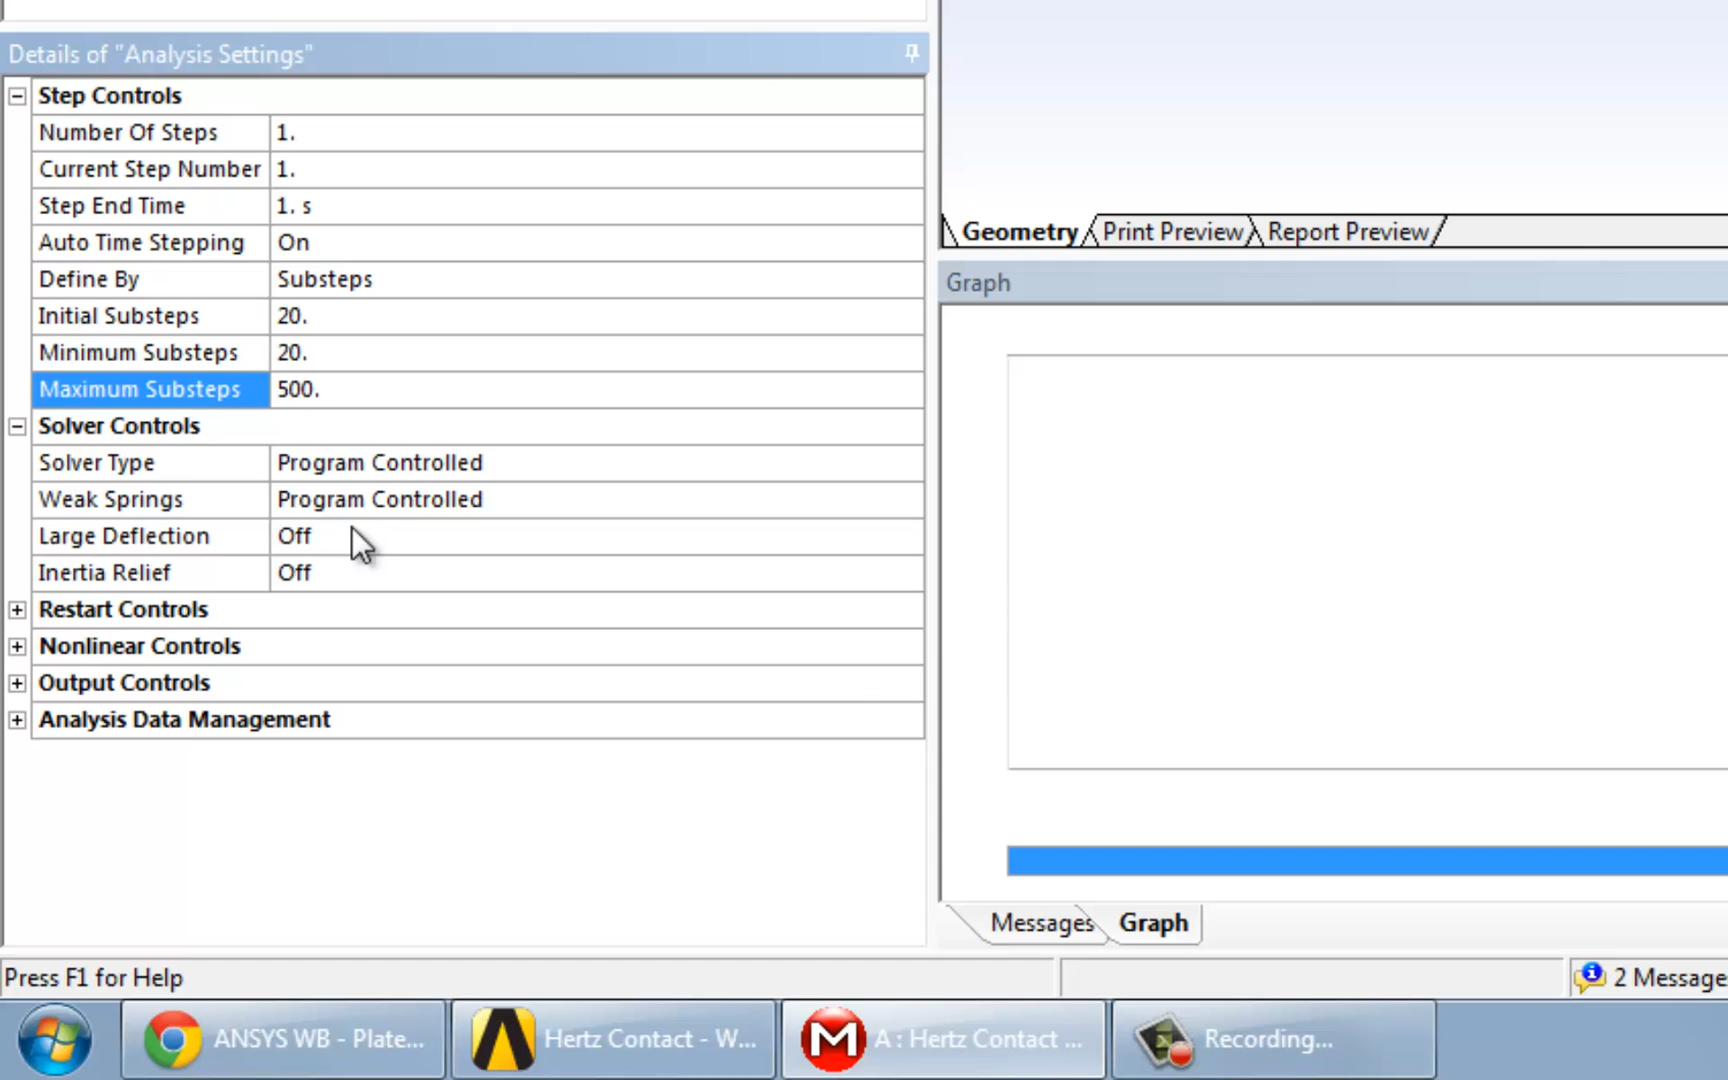 Details of "Analysis Settings"
Step Controls
Number Of Steps 1.
Current Step Number 1.
Step End Time 1. s
Auto Time Stepping On
Define By Substeps
Initial Substeps 20.
Minimum Substeps 20.
Maximum Substeps 500.
Solver Controls
Solver Type Program Controlled
Weak Springs Program Controlled
Large Deflection Off
Inertia Relief Off
Restart Controls
Nonlinear Controls
Output Controls
Analysis Data Management
Geometry Print Preview Report Preview
Graph
Messages Graph
Press F1 for Help
2 Message
ANSYS WB - Plate... Hertz Contact - W... A : Hertz Contact ... Recording...